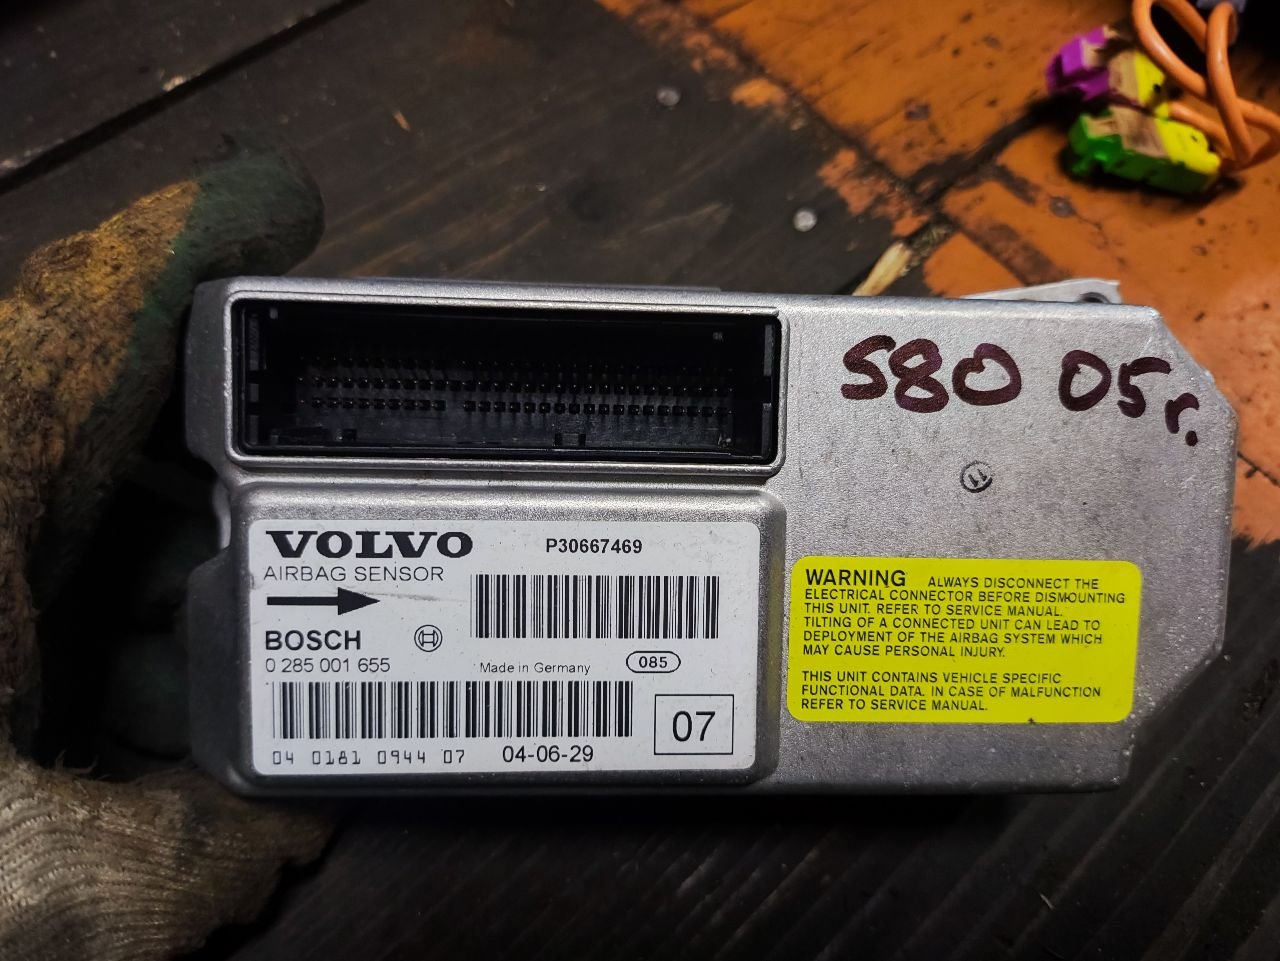 S80 05г.
11
VOLVO
P30667469
AIRBAG SENSOR
BOSCH
0 285 001 655
Made in Germany
085
07
04 0181 0944 07
04-06-29
WARNING ALWAYS DISCONNECT THE
ELECTRICAL CONNECTOR BEFORE DISMOUNTING
THIS UNIT. REFER TO SERVICE MANUAL.
TILTING OF A CONNECTED UNIT CAN LEAD TO
DEPLOYMENT OF THE AIRBAG SYSTEM WHICH
MAY CAUSE PERSONAL INJURY.
THIS UNIT CONTAINS VEHICLE SPECIFIC
FUNCTIONAL DATA. IN CASE OF MALFUNCTION
REFER TO SERVICE MANUAL.